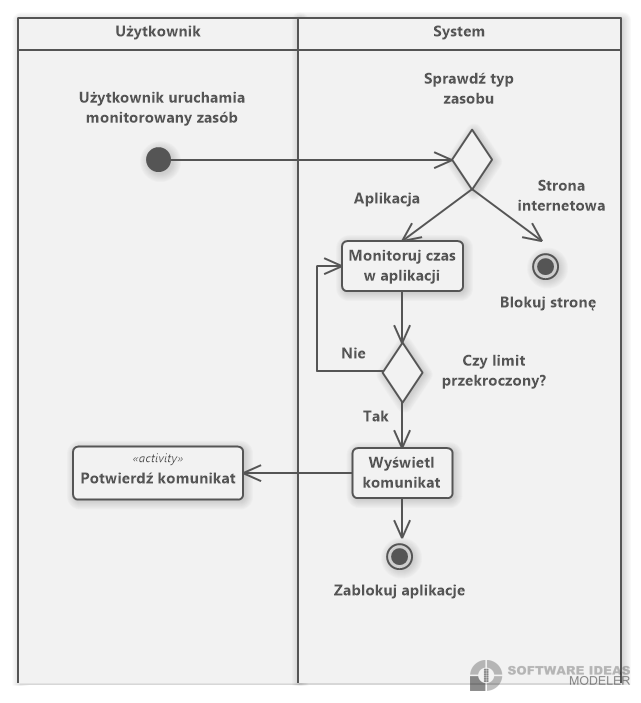 Użytkownik
System
Sprawdź typ
zasobu
Użytkownik uruchamia
monitorowany zasób
Aplikacja
Strona
internetowa
Monitoruj czas
w aplikacji
Blokuj stronę
Nie
Czy limit
przekroczony?
Tak
«activity»
Potwierdź komunikat
Wyświetl
komunikat
Zablokuj aplikacje
SOFTWARE IDEAS
MODELER